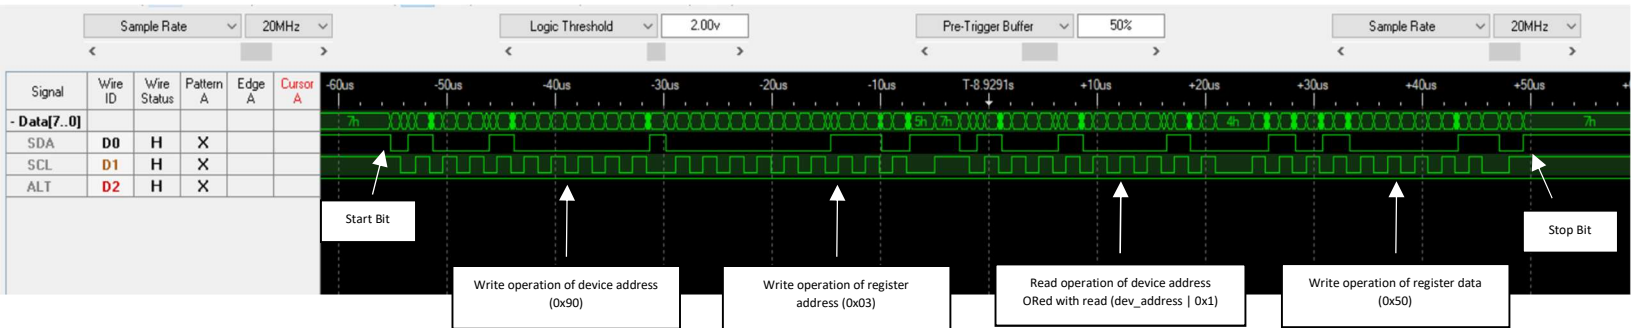 Sample Rate 20MHz Logic Threshold 2.00v Pre-Trigger Buffer 50% Sample Rate 20MHz
Signal Wire ID Wire Status Pattern A Edge A Cursor A -60us -50us -40us -30us -20us -10us T-8.9291s +10us +20us +30us +40us +50us
- Data[7..0] 7h 5h 7h 4h 7h
SDA D0 H X
SCL D1 H X
ALT D2 H X
Start Bit
Stop Bit
Write operation of device address
(0x90)
Write operation of register
address (0x03)
Read operation of device address
ORed with read (dev_address | 0x1)
Write operation of register data
(0x50)